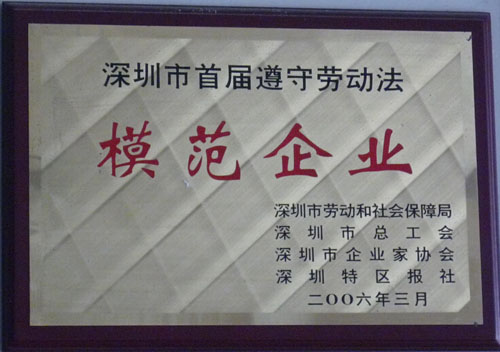 深圳市首届遵守劳动法
模范企业
深圳市劳动和社会保障局
深圳市总工会
深圳市企业家协会
深圳特区报社
二〇〇六年三月